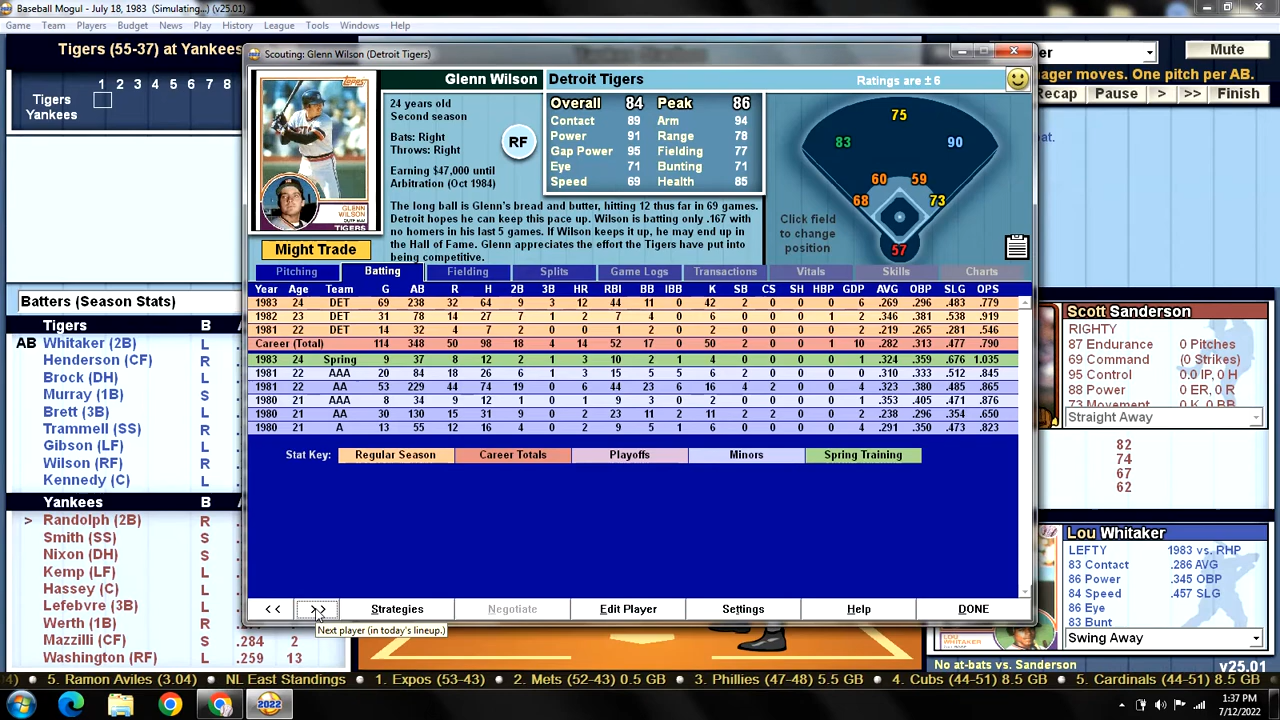 Baseball Mogul - July 18, 1983 (Simulating...) (v25.01)
Game Team Players Budget News Play History League Tools Windows Help
Tigers (55-37) at Yankees
Mute
anager moves. One pitch per AB.
1 2 3 4 5 6 7 8
Tigers
Yankees
Recap Pause > >> Finish
Scouting: Glenn Wilson (Detroit Tigers)
Topps
GLENN
WILSON
TIGERS
Might Trade
Glenn Wilson
24 years old
Second season
Bats: Right
Throws: Right
Earning $47,000 until
Arbitration (Oct 1984)
RF
Detroit Tigers
Ratings are ± 6
Overall 84 Peak 86
Contact 89 Arm 94
Power 91 Range 78
Gap Power 95 Fielding 77
Eye 71 Bunting 71
Speed 69 Health 85
The long ball is Glenn's bread and butter, hitting 12 thus far in 69 games.
Detroit hopes he can keep this pace up. Wilson is batting only .167 with
no homers in his last 5 games. If Wilson keeps it up, he may end up in
the Hall of Fame. Glenn appreciates the effort the Tigers have put into
being competitive.
75
83 90
60 59
68 73
57
Click field
to change
position
Pitching Batting Fielding Splits Game Logs Transactions Vitals Skills Charts
Year Age Team G AB R H 2B 3B HR RBI BB IBB K SB CS SH HBP GDP AVG OBP SLG OPS
1983 24 DET 69 238 32 64 9 3 12 44 11 0 42 2 0 0 0 6 .269 .296 .483 .779
1982 23 DET 31 78 14 27 7 1 2 7 4 0 6 0 0 0 1 2 .346 .381 .538 .919
1981 22 DET 14 32 4 7 2 0 0 1 2 0 2 0 0 0 0 2 .219 .265 .281 .546
Career (Total) 114 348 50 98 18 4 14 52 17 0 50 2 0 0 1 10 .282 .313 .477 .790
1983 24 Spring 9 37 8 12 2 1 3 10 2 1 4 0 0 0 0 0 .324 .359 .676 1.035
1981 22 AAA 20 84 18 26 6 1 3 15 5 5 6 2 0 0 0 2 .310 .333 .512 .845
1981 22 AA 53 229 44 74 19 0 6 44 23 6 16 4 2 0 0 2 .323 .380 .485 .865
1980 21 AAA 8 34 9 12 1 0 1 9 3 0 2 0 0 0 0 0 .353 .405 .471 .876
1980 21 AA 30 130 15 31 9 0 2 23 11 2 11 2 2 0 0 4 .238 .296 .354 .650
1980 21 A 13 55 12 16 4 0 2 9 5 1 6 0 0 0 0 2 .291 .350 .473 .823
Stat Key: Regular Season Career Totals Playoffs Minors Spring Training
<< >> Strategies Negotiate Edit Player Settings Help DONE
Next player (in today's lineup.)
Batters (Season Stats)
Tigers B
AB Whitaker (2B) L
Henderson (CF) R
Brock (DH) L
Murray (1B) S
Brett (3B) L
Trammell (SS) R
Gibson (LF) L
Wilson (RF) R
Kennedy (C) L
Yankees B
> Randolph (2B) R
Smith (SS) S
Nixon (DH) S
Kemp (LF) L
Hassey (C) L
Lefebvre (3B) L
Werth (1B) R
Mazzilli (CF) S .284 2
Washington (RF) L .259 13
Scott Sanderson
RIGHTY
87 Endurance 0 Pitches
69 Command (0 Strikes)
95 Control 0.0 IP, 0 H
88 Power 0 ER, 0 R
73 Movement 0 K, 0 BB
Straight Away
82
74
67
62
Lou Whitaker
LEFTY 1983 vs. RHP
83 Contact .286 AVG
86 Power .345 OBP
84 Speed .457 SLG
86 Eye
83 Bunt
LOU
WHITAKER
Swing Away
No at-bats vs. Sanderson
v25.01
04) • 5. Ramon Aviles (3.04) • NL East Standings • 1. Expos (53-43) • 2. Mets (52-43) 0.5 GB • 3. Phillies (47-48) 5.5 GB • 4. Cubs (44-51) 8.5 GB • 5. Cardinals (44-51) 8.5 GB
2022
1:37 PM
7/12/2022